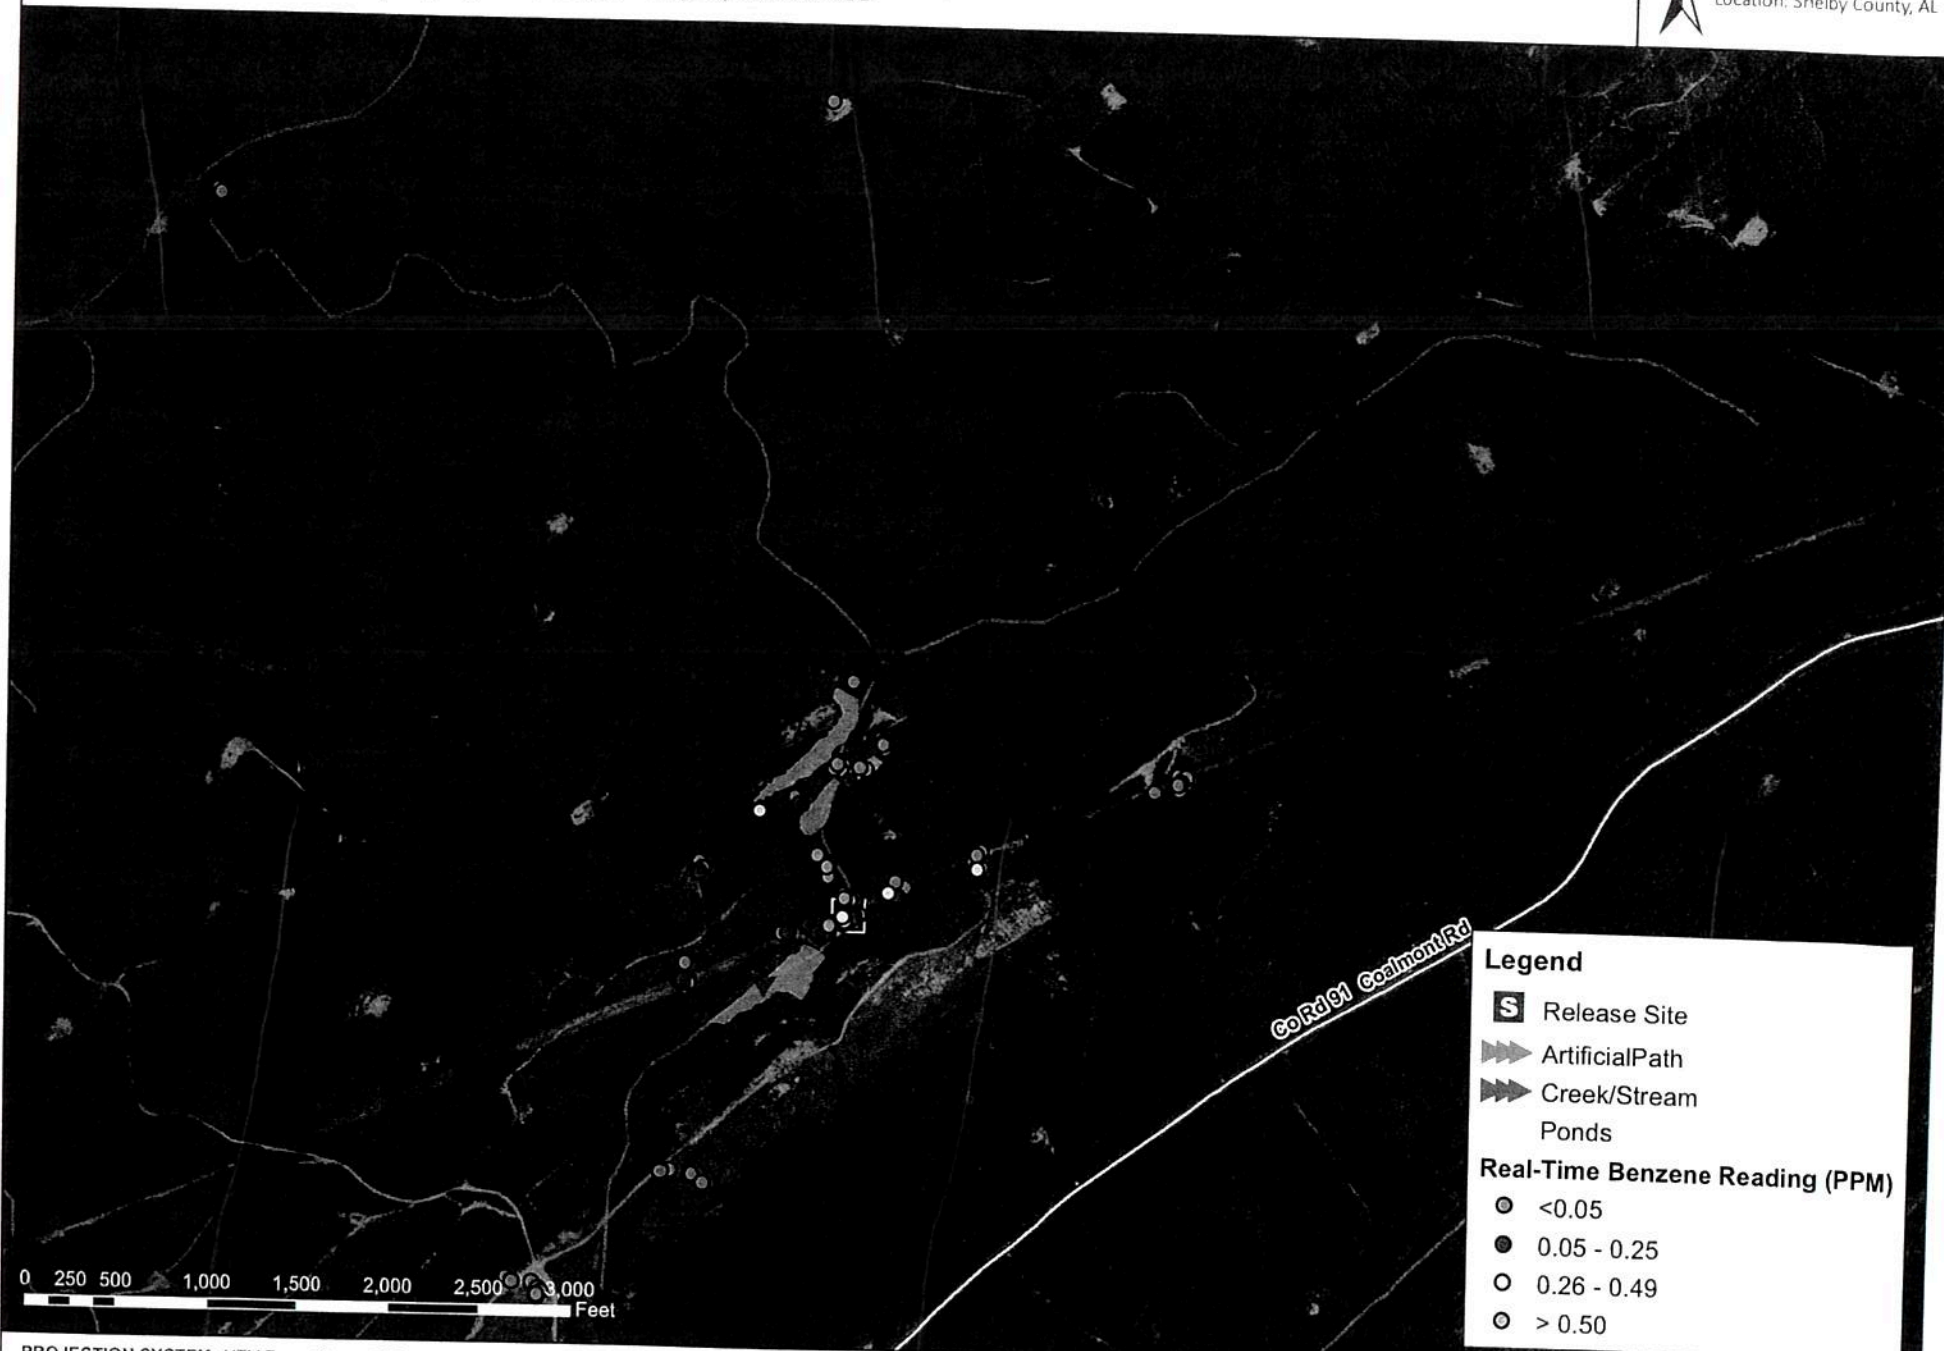 Location: Shelby County, AL
Co Rd 91 Coalmont Rd
Legend
S Release Site
ArtificialPath
Creek/Stream
Ponds
Real-Time Benzene Reading (PPM)
<0.05
0.05 - 0.25
0.26 - 0.49
> 0.50
0 250 500 1,000 1,500 2,000 2,500 3,000
Feet
PROJECTION SYSTEM: